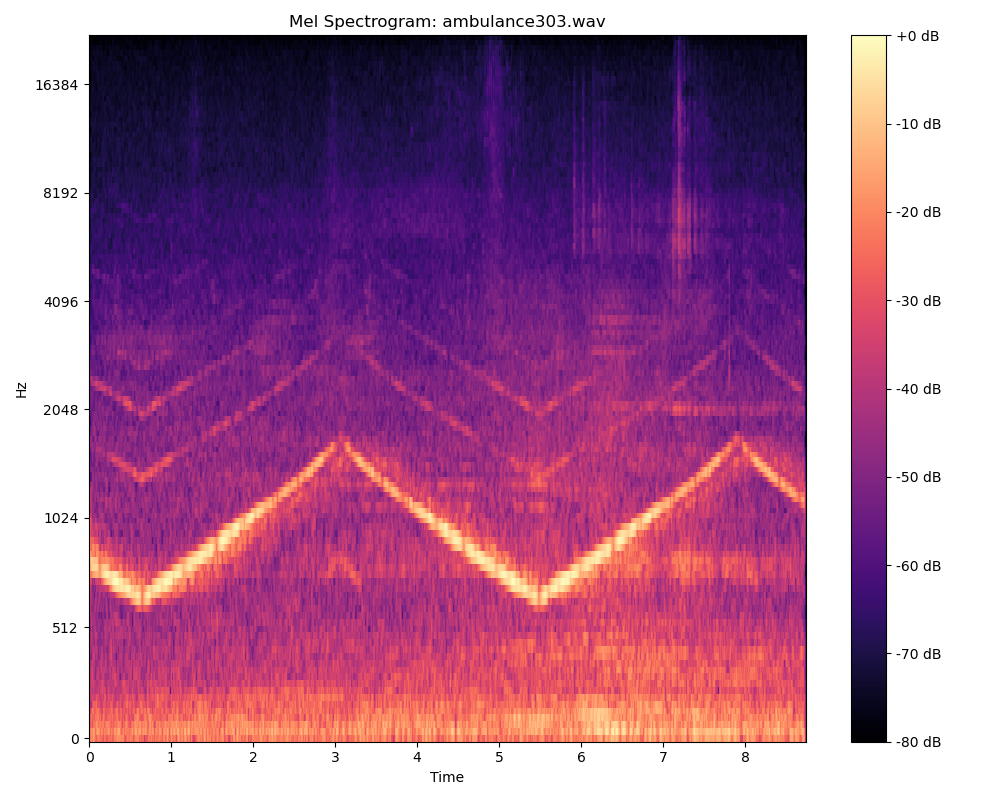 Mel Spectrogram: ambulance303.wav
Hz
16384
8192
4096
2048
1024
512
0
0 1 2 3 4 5 6 7 8
Time
+0 dB
-10 dB
-20 dB
-30 dB
-40 dB
-50 dB
-60 dB
-70 dB
-80 dB